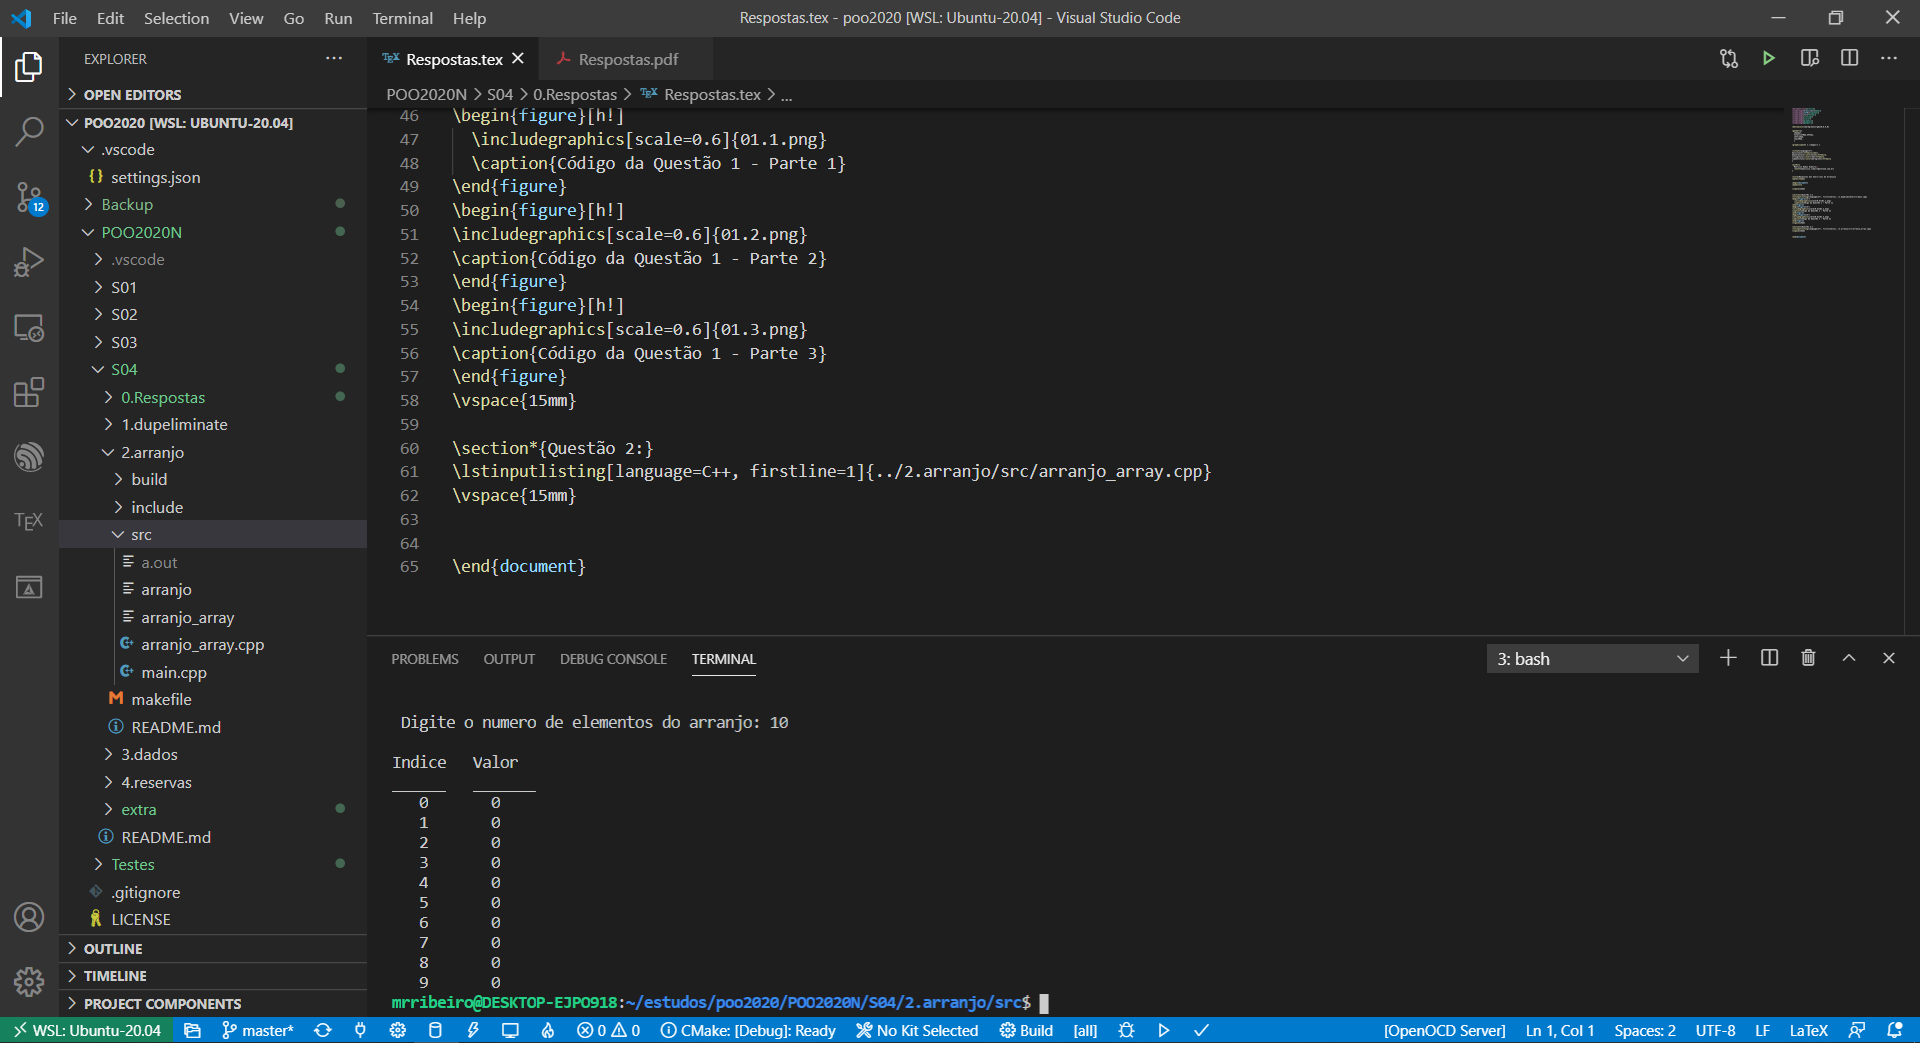 File Edit Selection View Go Run Terminal Help
Respostas.tex - poo2020 [WSL: Ubuntu-20.04] - Visual Studio Code
EXPLORER
OPEN EDITORS
POO2020 [WSL: UBUNTU-20.04]
.vscode
{} settings.json
Backup
POO2020N
.vscode
S01
S02
S03
S04
0.Respostas
1.dupeliminate
2.arranjo
build
include
src
a.out
arranjo
arranjo_array
arranjo_array.cpp
main.cpp
M makefile
README.md
3.dados
4.reservas
extra
README.md
Testes
.gitignore
LICENSE
OUTLINE
TIMELINE
PROJECT COMPONENTS
12
TEX
TEX Respostas.tex
Respostas.pdf
POO2020N > S04 > 0.Respostas > TEX Respostas.tex > ...
46 \begin{figure}[h!]
47 \includegraphics[scale=0.6]{01.1.png}
48 \caption{Código da Questão 1 - Parte 1}
49 \end{figure}
50 \begin{figure}[h!]
51 \includegraphics[scale=0.6]{01.2.png}
52 \caption{Código da Questão 1 - Parte 2}
53 \end{figure}
54 \begin{figure}[h!]
55 \includegraphics[scale=0.6]{01.3.png}
56 \caption{Código da Questão 1 - Parte 3}
57 \end{figure}
58 \vspace{15mm}
59
60 \section*{Questão 2:}
61 \lstinputlisting[language=C++, firstline=1]{../2.arranjo/src/arranjo_array.cpp}
62 \vspace{15mm}
63
64
65 \end{document}
PROBLEMS OUTPUT DEBUG CONSOLE TERMINAL
3: bash
Digite o numero de elementos do arranjo: 10
Indice Valor
______ _______
0 0
1 0
2 0
3 0
4 0
5 0
6 0
7 0
8 0
9 0
mrribeiro@DESKTOP-EJPO918:~/estudos/poo2020/POO2020N/S04/2.arranjo/src$
WSL: Ubuntu-20.04 master* 0 0 CMake: [Debug]: Ready No Kit Selected Build [all] [OpenOCD Server] Ln 1, Col 1 Spaces: 2 UTF-8 LF LaTeX